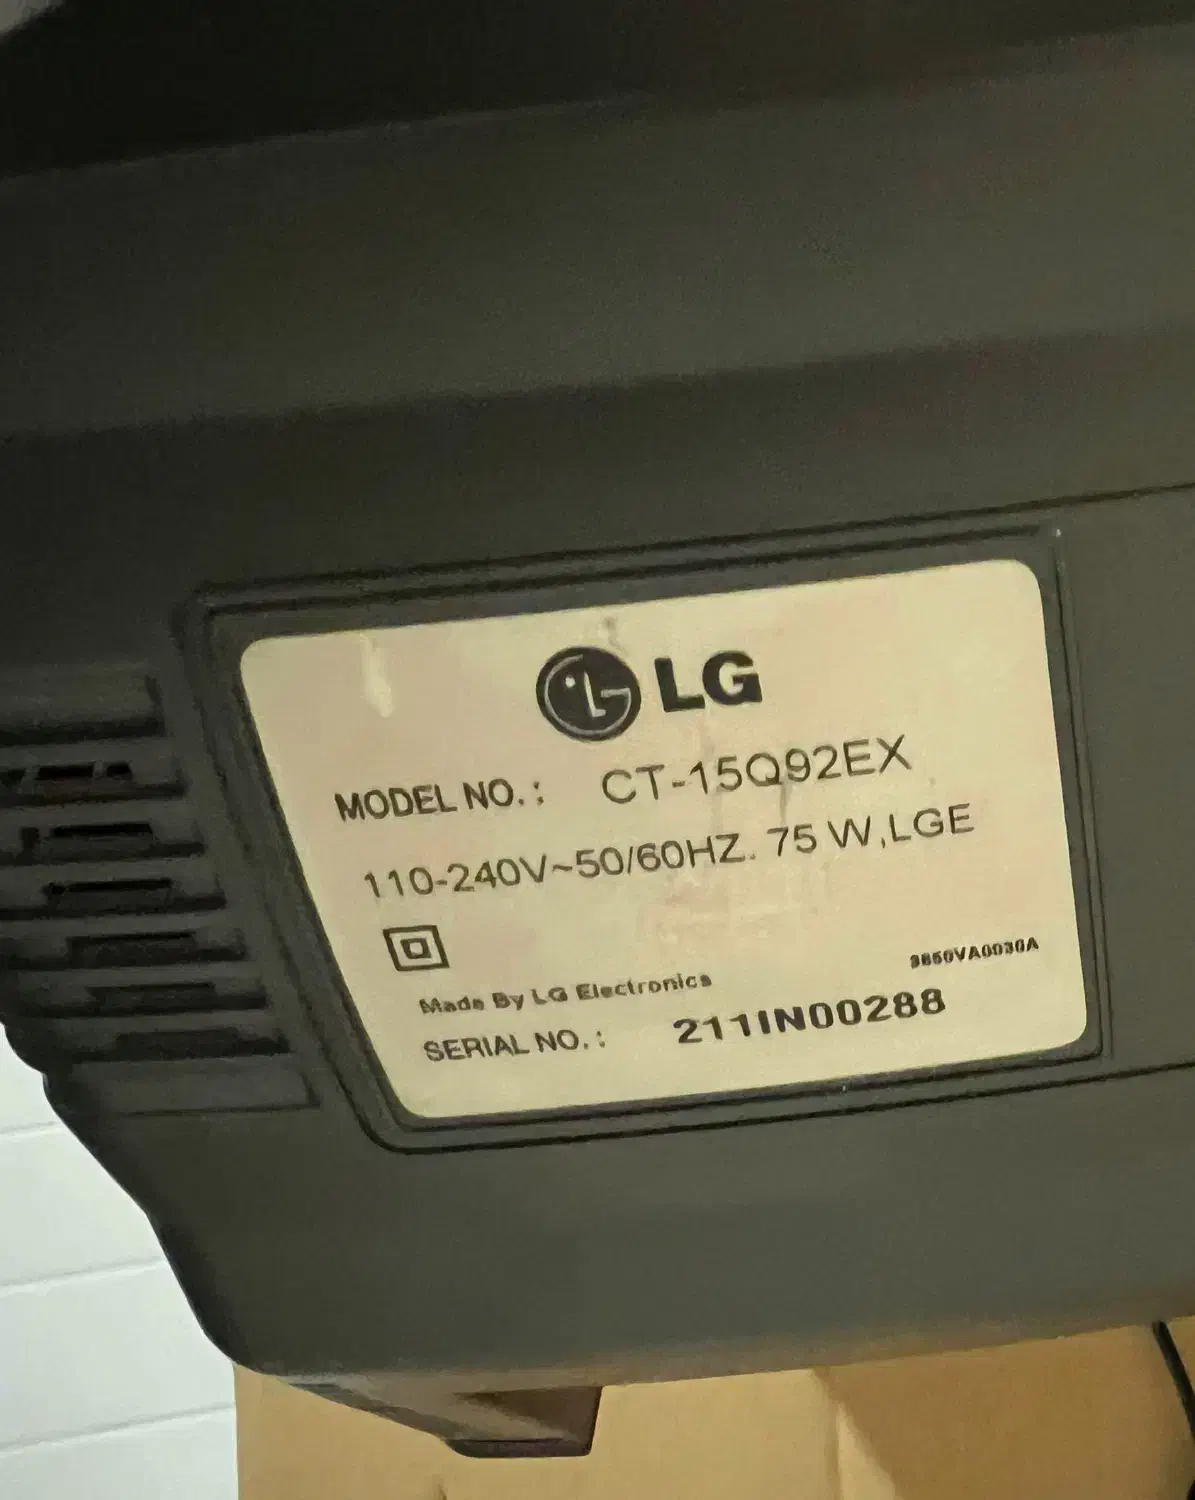 LG
MODEL NO.: CT-15Q92EX
110-240V~50/60HZ. 75 W,LGE
3850VA0030A
Made By LG Electronics
SERIAL NO.: 211IN00288